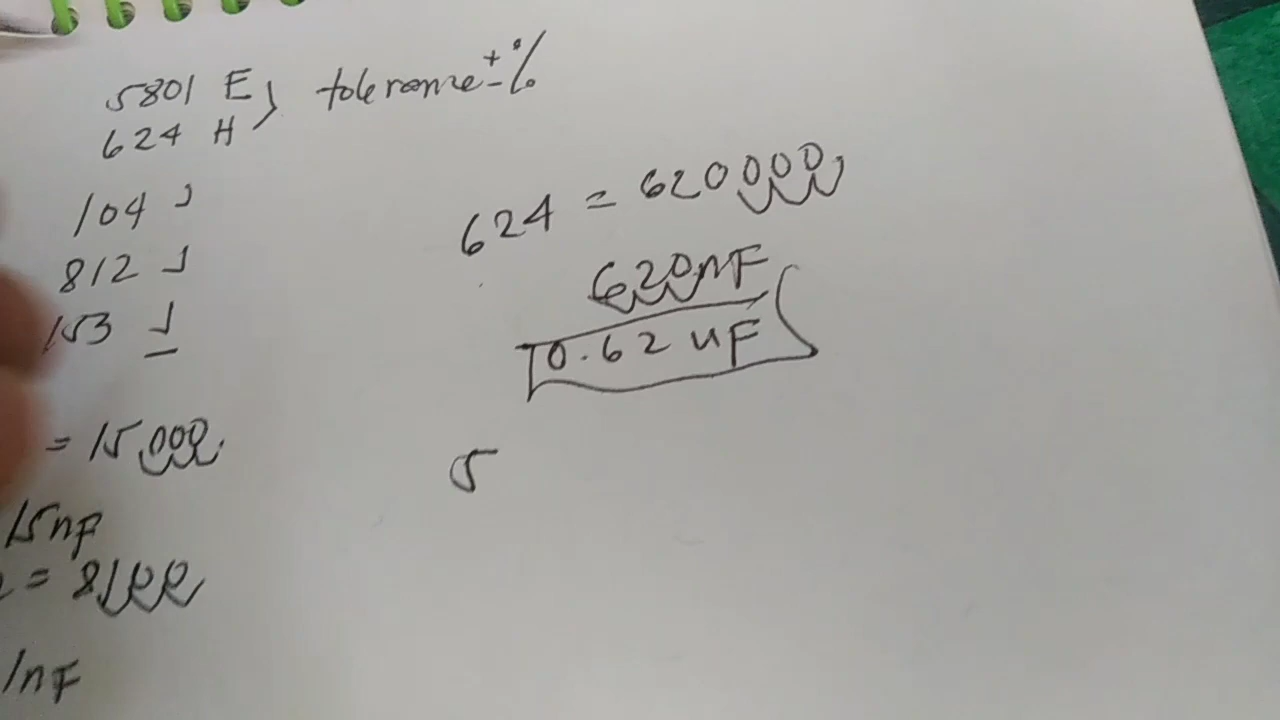 5801 E } tolerance ± %
624 H
104 J
812 J
153 J
624 = 620000
620nF
0.62 uF
= 15000.
15nF
= 8100
1nF
5